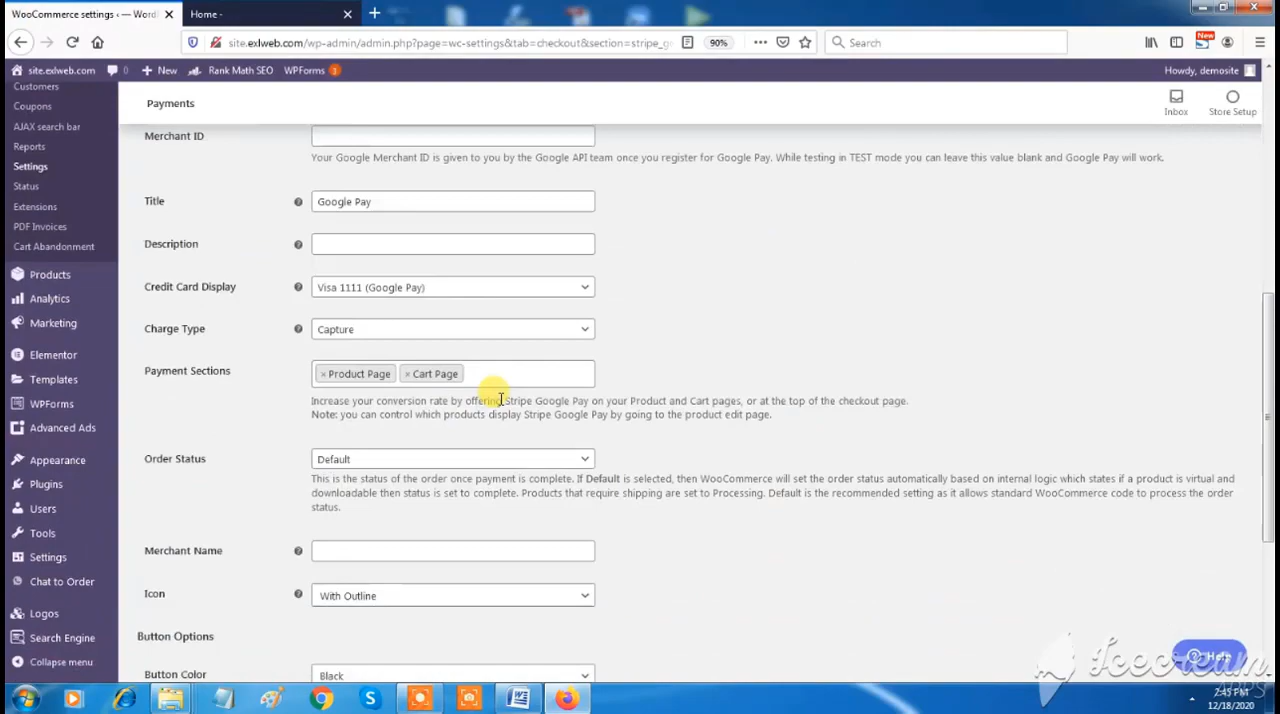 WooCommerce settings ‹ — Word
Home -
site.exlweb.com/wp-admin/admin.php?page=wc-settings&tab=checkout&section=stripe_g
90%
Search
New
site.exlweb.com
0
New
Rank Math SEO
WPForms
1
Howdy, demosite
Customers
Coupons
AJAX search bar
Reports
Settings
Status
Extensions
PDF Invoices
Cart Abandonment
Products
Analytics
Marketing
Elementor
Templates
WPForms
Advanced Ads
Appearance
Plugins
Users
Tools
Settings
Chat to Order
Logos
Search Engine
Collapse menu
Payments
Inbox
Store Setup
Merchant ID
Your Google Merchant ID is given to you by the Google API team once you register for Google Pay. While testing in TEST mode you can leave this value blank and Google Pay will work.
Title
Google Pay
Description
Credit Card Display
Visa 1111 (Google Pay)
Charge Type
Capture
Payment Sections
× Product Page
× Cart Page
Increase your conversion rate by offering Stripe Google Pay on your Product and Cart pages, or at the top of the checkout page.
Note: you can control which products display Stripe Google Pay by going to the product edit page.
Order Status
Default
This is the status of the order once payment is complete. If Default is selected, then WooCommerce will set the order status automatically based on internal logic which states if a product is virtual and
downloadable then status is set to complete. Products that require shipping are set to Processing. Default is the recommended setting as it allows standard WooCommerce code to process the order
status.
Merchant Name
Icon
With Outline
Button Options
Button Color
Black
Help
Icecream
APPS
2:45 PM
12/18/2020